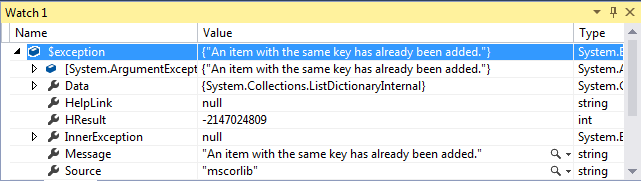 Watch 1
Name Value Type
$exception {"An item with the same key has already been added."} System.E
[System.ArgumentExcept {"An item with the same key has already been added."} System.A
Data {System.Collections.ListDictionaryInternal} System.C
HelpLink null string
HResult -2147024809 int
InnerException null System.E
Message "An item with the same key has already been added." string
Source "mscorlib" string